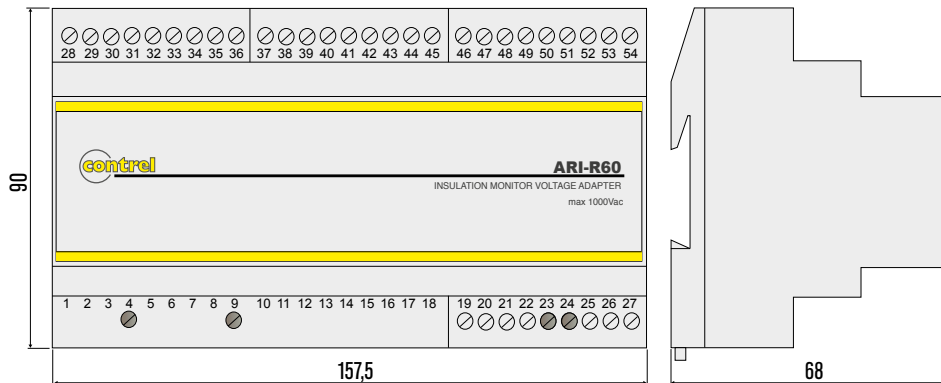 28 29 30 31 32 33 34 35 36 37 38 39 40 41 42 43 44 45 46 47 48 49 50 51 52 53 54
contrel
ARI-R60
INSULATION MONITOR VOLTAGE ADAPTER
max 1000Vac
90
1 2 3 4 5 6 7 8 9 10 11 12 13 14 15 16 17 18 19 20 21 22 23 24 25 26 27
157,5
68